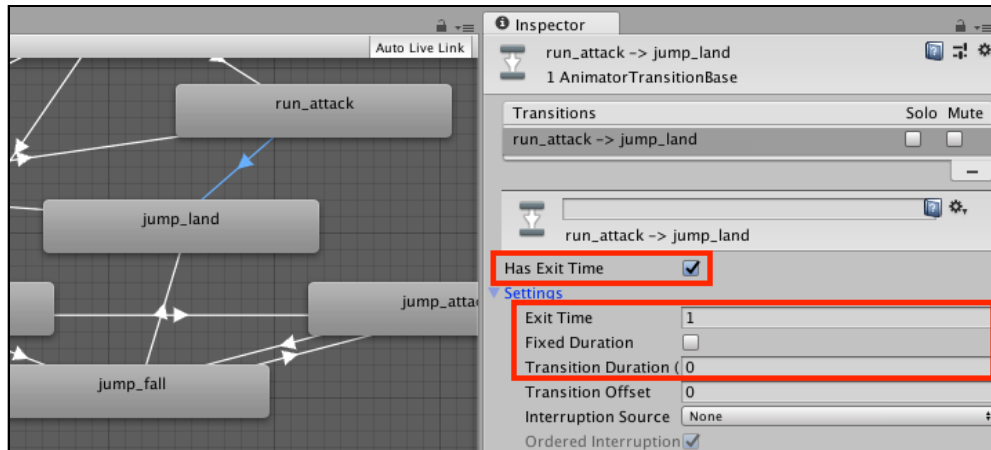 Auto Live Link
run_attack
jump_land
jump_atta
jump_fall
Inspector
run_attack -> jump_land
1 AnimatorTransitionBase
Transitions Solo Mute
run_attack -> jump_land
run_attack -> jump_land
Has Exit Time
Settings
Exit Time 1
Fixed Duration
Transition Duration ( 0
Transition Offset 0
Interruption Source None
Ordered Interruption